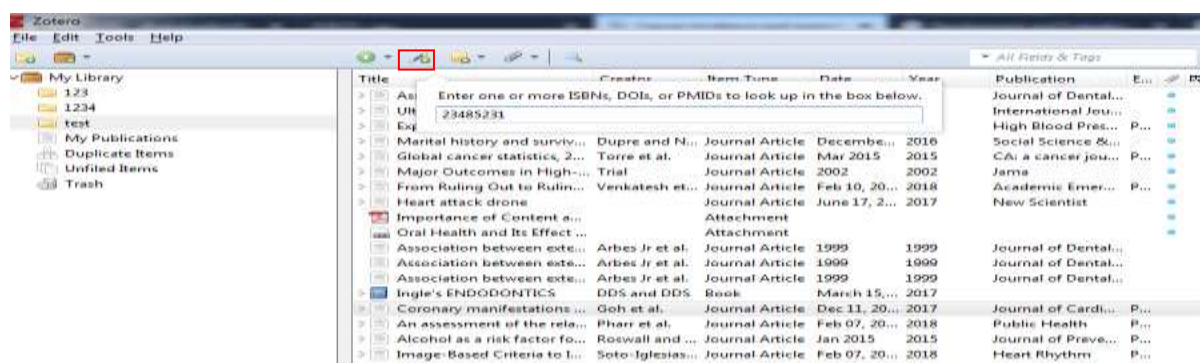 Zotero
File Edit Tools Help
All Fields & Tags
My Library
123
1234
test
My Publications
Duplicate Items
Unfiled Items
Trash
Title Creator Item Type Date Year Publication E...
Enter one or more ISBNs, DOIs, or PMIDs to look up in the box below.
23485231
As Journal of Dental...
Ult International Jou...
Exp High Blood Pres... P...
Marital history and surviv... Dupre and N... Journal Article Decembe... 2016 Social Science &...
Global cancer statistics, 2... Torre et al. Journal Article Mar 2015 2015 CA: a cancer jou... P...
Major Outcomes in High-... Trial Journal Article 2002 2002 Jama
From Ruling Out to Rulin... Venkatesh et... Journal Article Feb 10, 20... 2018 Academic Emer... P...
Heart attack drone Journal Article June 17, 2... 2017 New Scientist
Importance of Content a... Attachment
Oral Health and Its Effect ... Attachment
Association between exte... Arbes Jr et al. Journal Article 1999 1999 Journal of Dental...
Association between exte... Arbes Jr et al. Journal Article 1999 1999 Journal of Dental...
Association between exte... Arbes Jr et al. Journal Article 1999 1999 Journal of Dental...
Ingle's ENDODONTICS DDS and DDS Book March 15,... 2017
Coronary manifestations ... Goh et al. Journal Article Dec 11, 20... 2017 Journal of Cardi... P...
An assessment of the rela... Pharr et al. Journal Article Feb 07, 20... 2018 Public Health P...
Alcohol as a risk factor fo... Roswall and ... Journal Article Jan 2015 2015 Journal of Preve... P...
Image-Based Criteria to I... Soto-Iglesias... Journal Article Feb 07, 20... 2018 Heart Rhythm P...